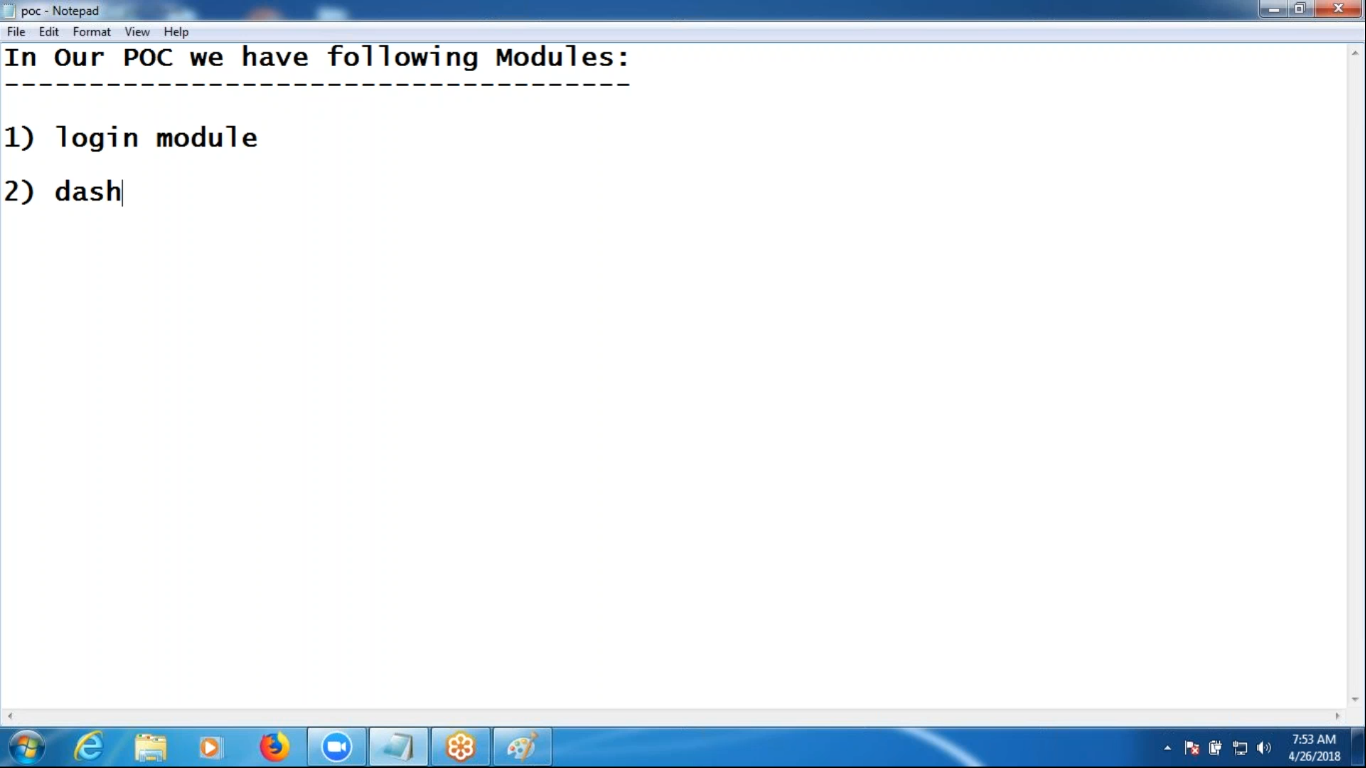 poc - Notepad
File Edit Format View Help
In Our POC we have following Modules:
-------------------------------------
1) login module
2) dash
7:53 AM
4/26/2018